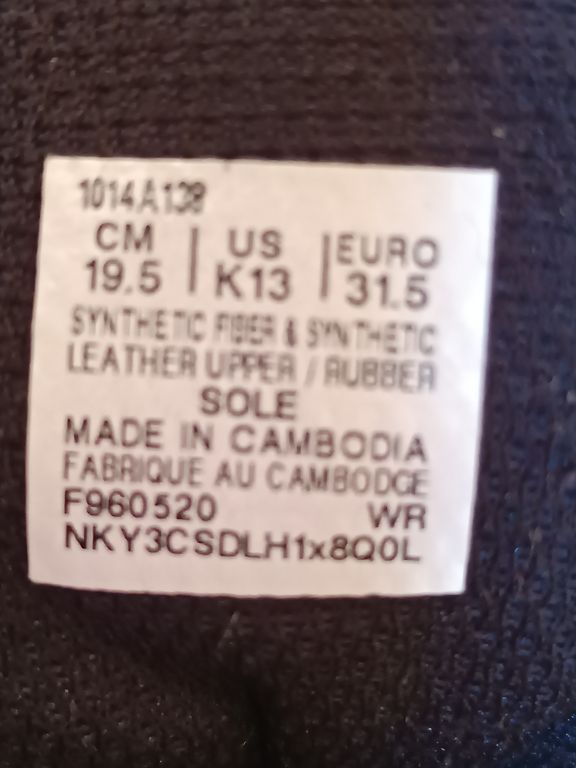 1014A138
CM | US | EURO
19.5 | K13 | 31.5
SYNTHETIC FIBER & SYNTHETIC
LEATHER UPPER / RUBBER
SOLE
MADE IN CAMBODIA
FABRIQUE AU CAMBODGE
F960520 WR
NKY3CSDLH1x8Q0L